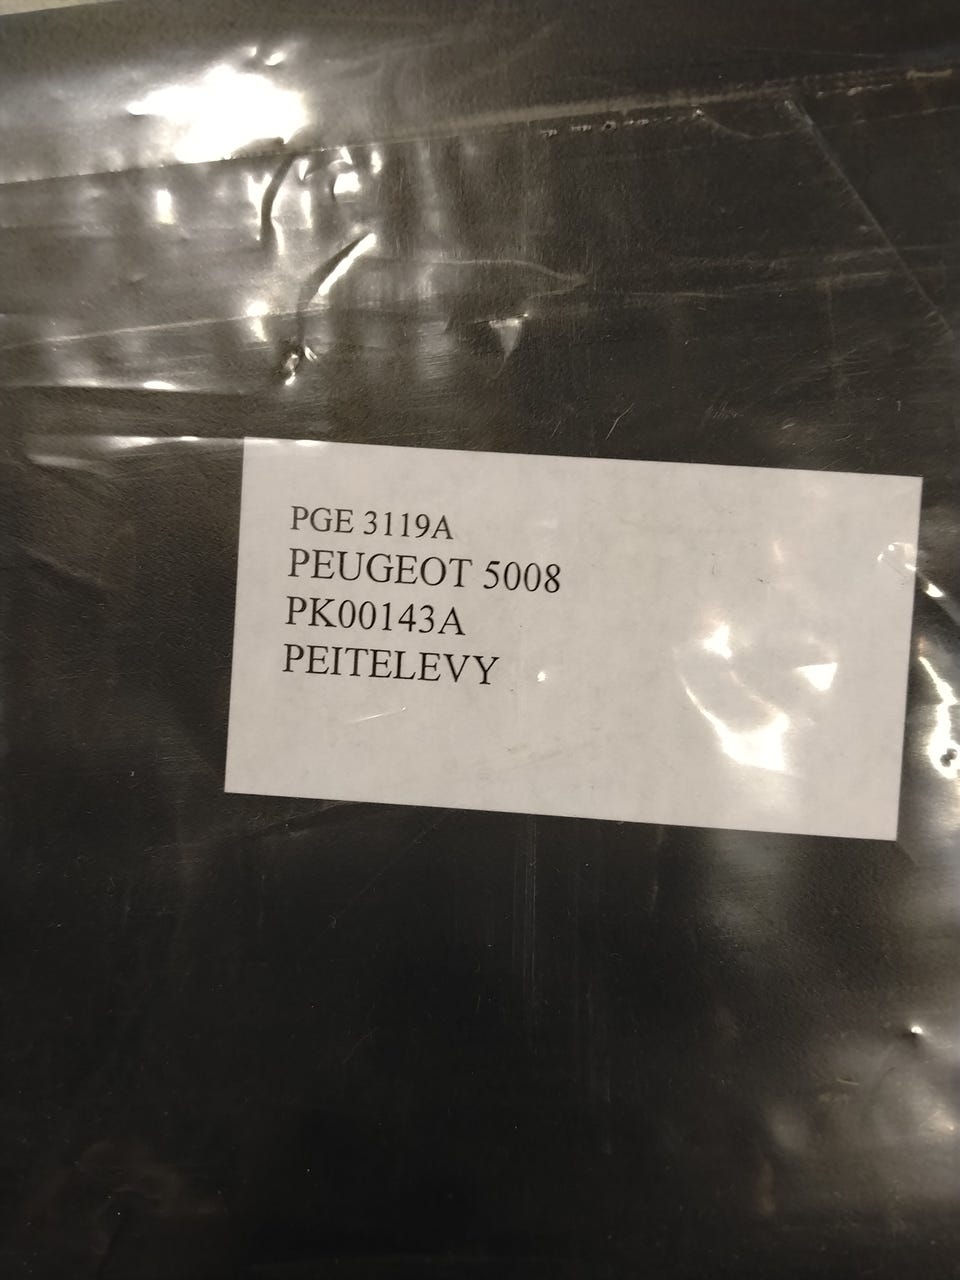 PGE 3119A
PEUGEOT 5008
PK00143A
PEITELEVY